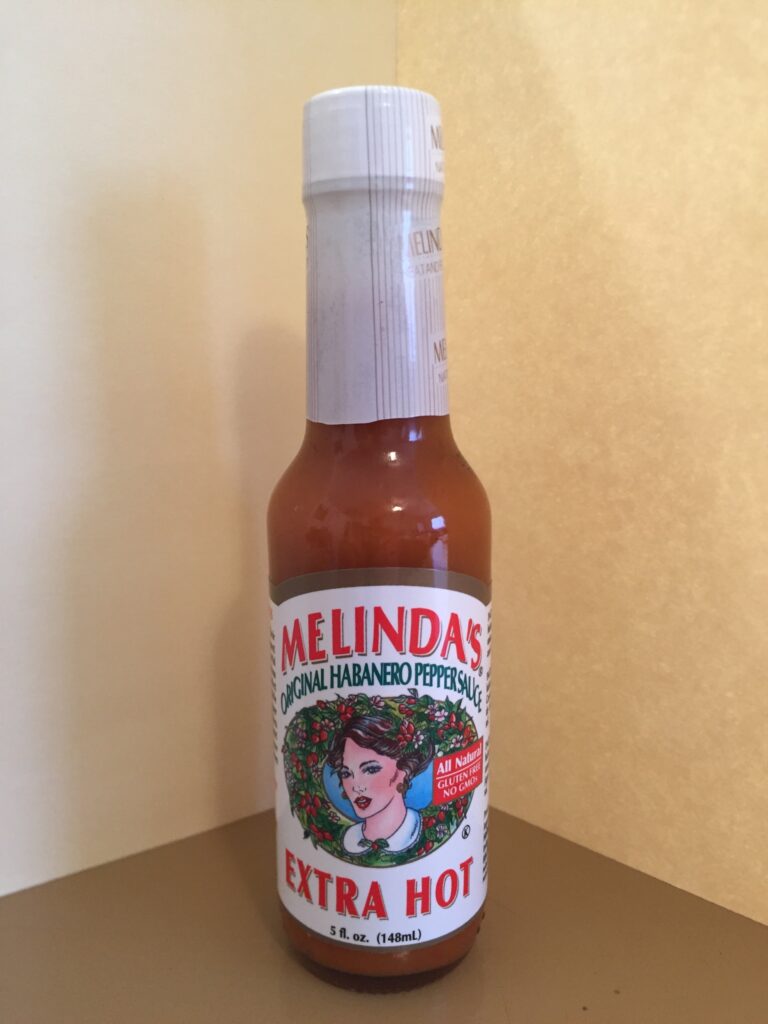 MELINDA'S®
ORIGINAL HABANERO PEPPER SAUCE
All Natural
GLUTEN FREE
NO GMOs
®
EXTRA HOT
5 fl. oz. (148mL)